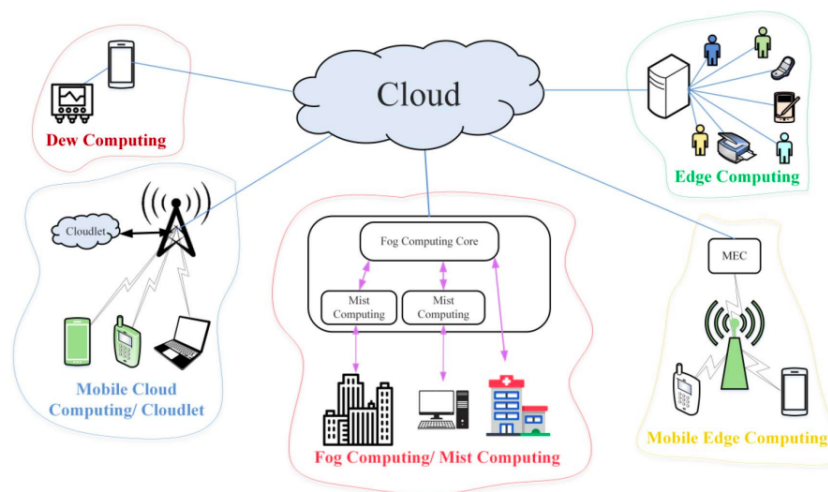 Cloud
Dew Computing
Edge Computing
Cloudlet
Fog Computing Core
MEC
Mist
Computing
Mist
Computing
Mobile Cloud
Computing/ Cloudlet
Mobile Edge Computing
Fog Computing/ Mist Computing